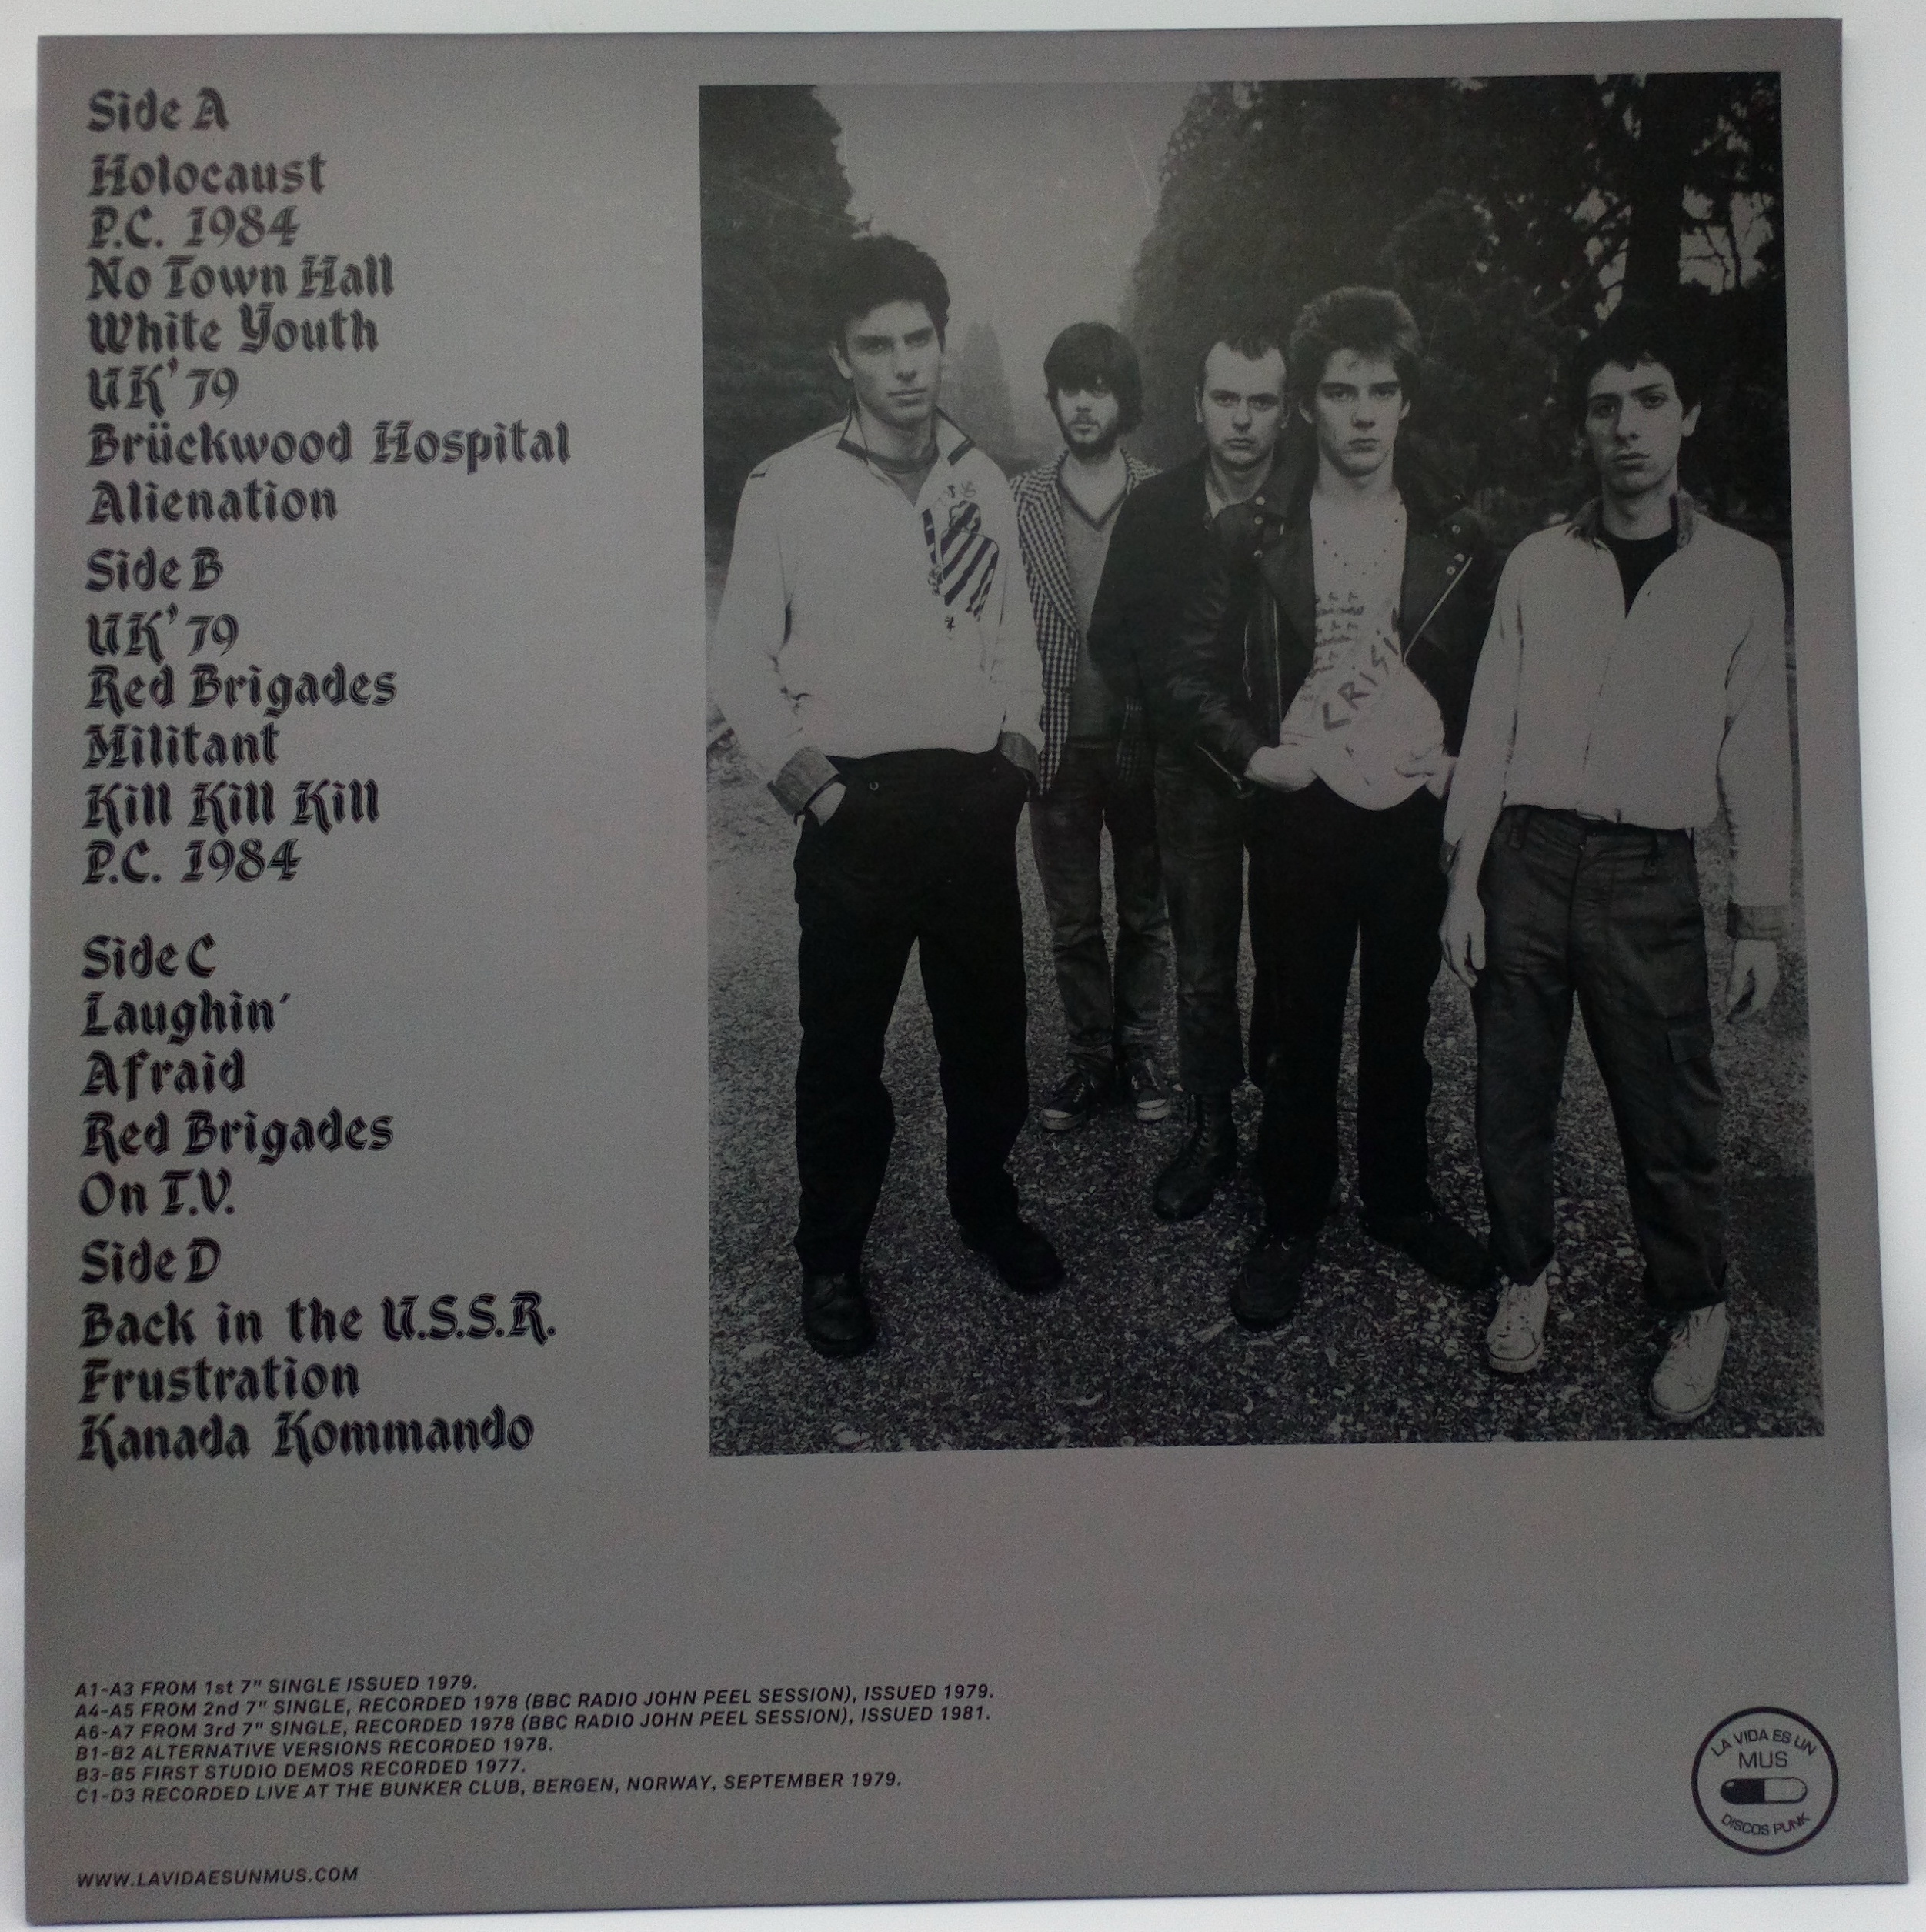 Side A
Holocaust
P.C. 1984
No Town Hall
White Youth
UK'79
Brückwood Hospital
Alienation
Side B
UK'79
Red Brigades
Militant
Kill Kill Kill
P.C. 1984
Side C
Laughin'
Afraid
Red Brigades
On T.V.
Side D
Back in the U.S.S.R.
Frustration
Kanada Kommando
CRISI
A1-A3 FROM 1st 7" SINGLE ISSUED 1979.
A4-A5 FROM 2nd 7" SINGLE, RECORDED 1978 (BBC RADIO JOHN PEEL SESSION), ISSUED 1979.
A6-A7 FROM 3rd 7" SINGLE, RECORDED 1978 (BBC RADIO JOHN PEEL SESSION), ISSUED 1981.
B1-B2 ALTERNATIVE VERSIONS RECORDED 1978.
B3-B5 FIRST STUDIO DEMOS RECORDED 1977.
C1-D3 RECORDED LIVE AT THE BUNKER CLUB, BERGEN, NORWAY, SEPTEMBER 1979.
WWW.LAVIDAESUNMUS.COM
LA VIDA ES UN
MUS
DISCOS PUNK